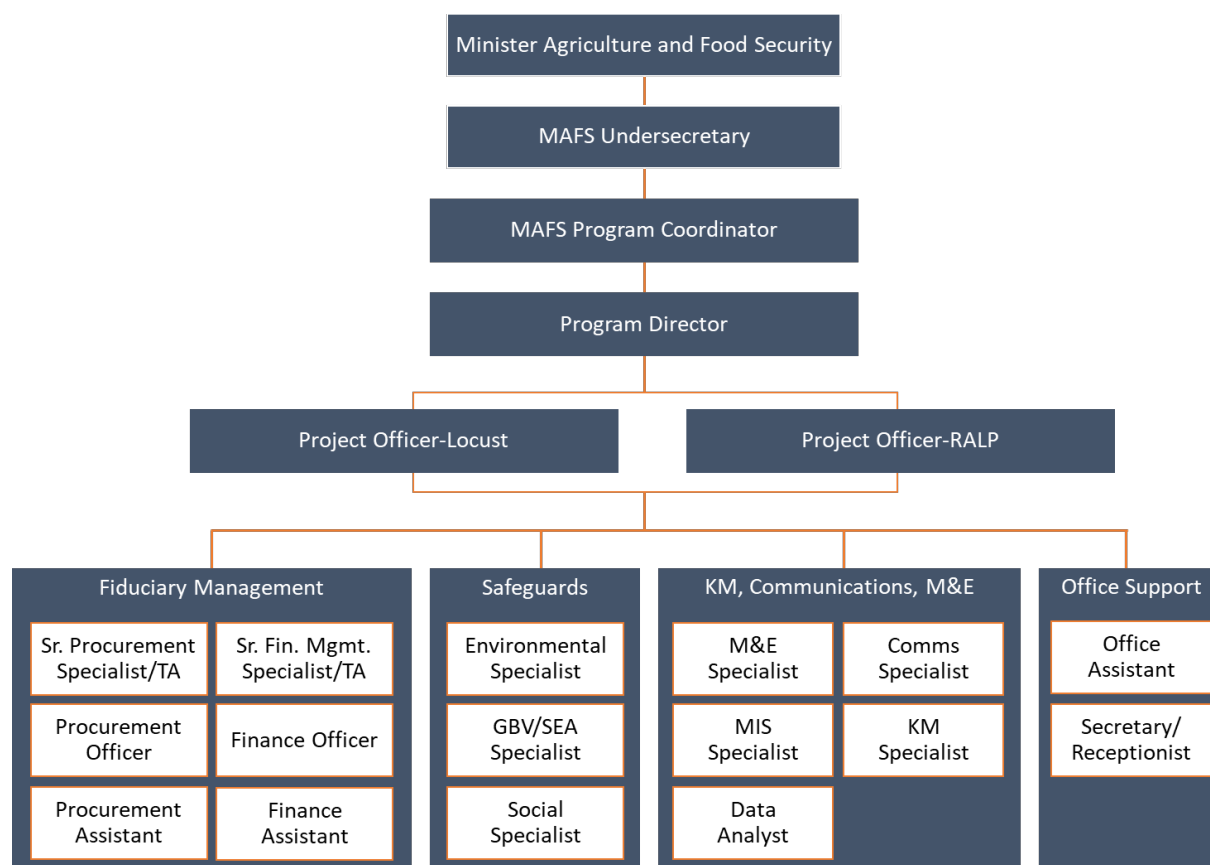 Minister Agriculture and Food Security
MAFS Undersecretary
MAFS Program Coordinator
Program Director
Project Officer-Locust
Project Officer-RALP
Fiduciary Management
Sr. Procurement
Specialist/TA
Sr. Fin. Mgmt.
Specialist/TA
Procurement
Officer
Finance Officer
Procurement
Assistant
Finance
Assistant
Safeguards
Environmental
Specialist
GBV/SEA
Specialist
Social
Specialist
KM, Communications, M&E
M&E
Specialist
Comms
Specialist
MIS
Specialist
KM
Specialist
Data
Analyst
Office Support
Office
Assistant
Secretary/
Receptionist